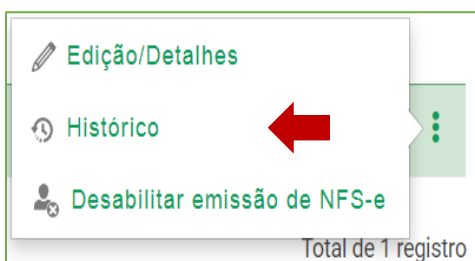 Edição/Detalhes
Histórico
Desabilitar emissão de NFS-e
Total de 1 registro